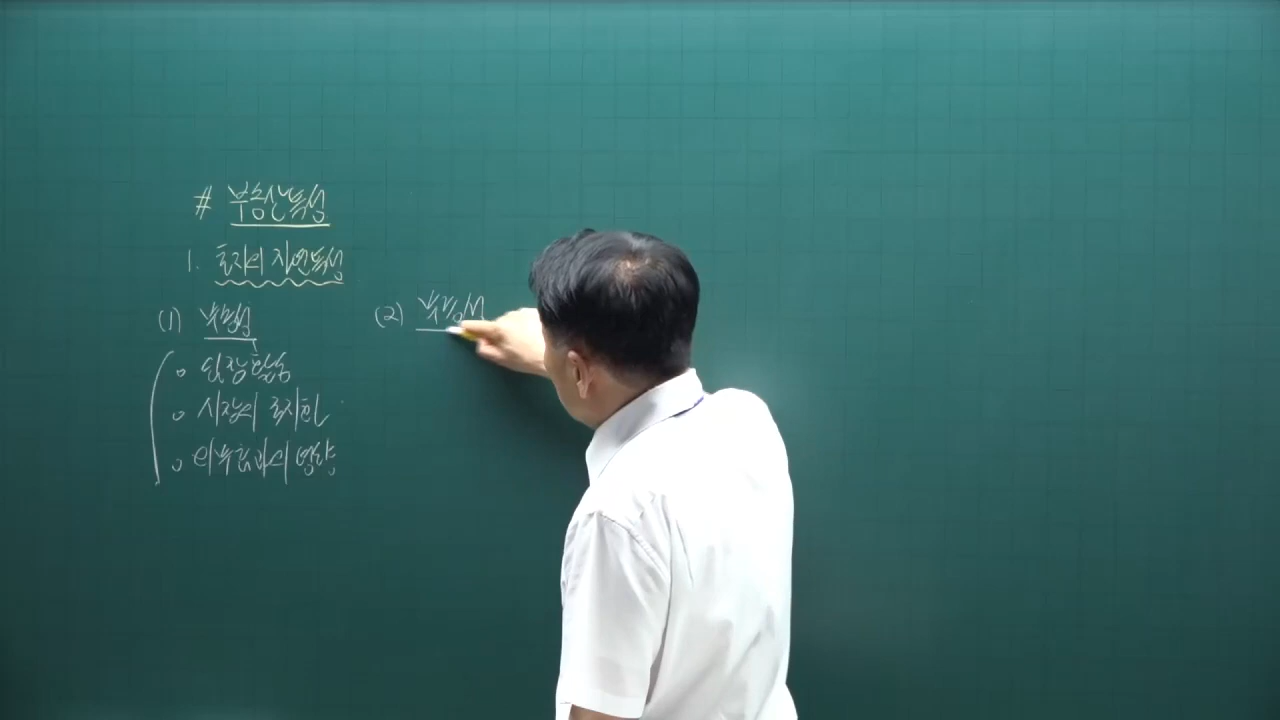 # 부동산특성
1. 토지의 자연특성
(1) 부동성
○ 임장활동
○ 시장의 국지화
○ 외부효과의 영향
(2) 부증성